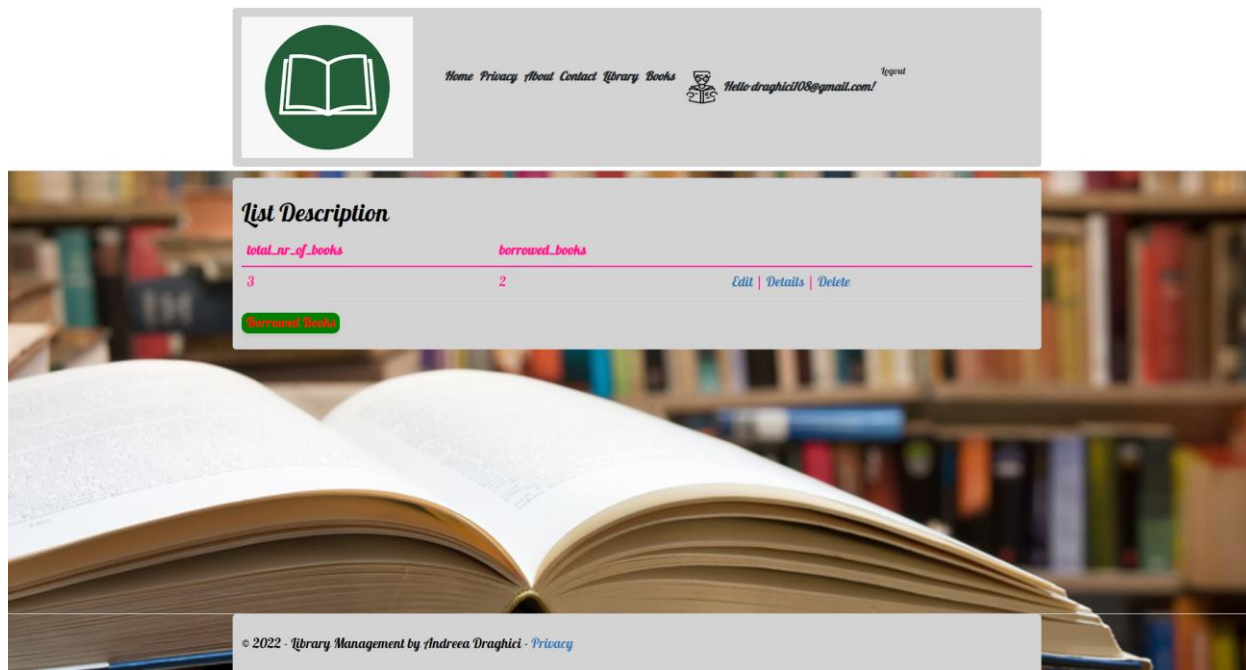 Home Privacy About Contact Library Books Hello draghici108@gmail.com! Logout
List Description
total_nr_of_books borrowed_books
3 2 Edit | Details | Delete
Borrowed Books
© 2022 - Library Management by Andreea Draghici - Privacy